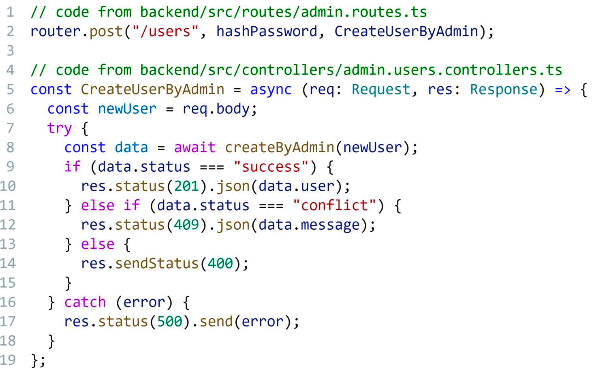 1 // code from backend/src/routes/admin.routes.ts
2 router.post("/users", hashPassword, CreateUserByAdmin);
3
4 // code from backend/src/controllers/admin.users.controllers.ts
5 const CreateUserByAdmin = async (req: Request, res: Response) => {
6   const newUser = req.body;
7   try {
8     const data = await createByAdmin(newUser);
9     if (data.status === "success") {
10       res.status(201).json(data.user);
11     } else if (data.status === "conflict") {
12       res.status(409).json(data.message);
13     } else {
14       res.sendStatus(400);
15     }
16   } catch (error) {
17     res.status(500).send(error);
18   }
19 };